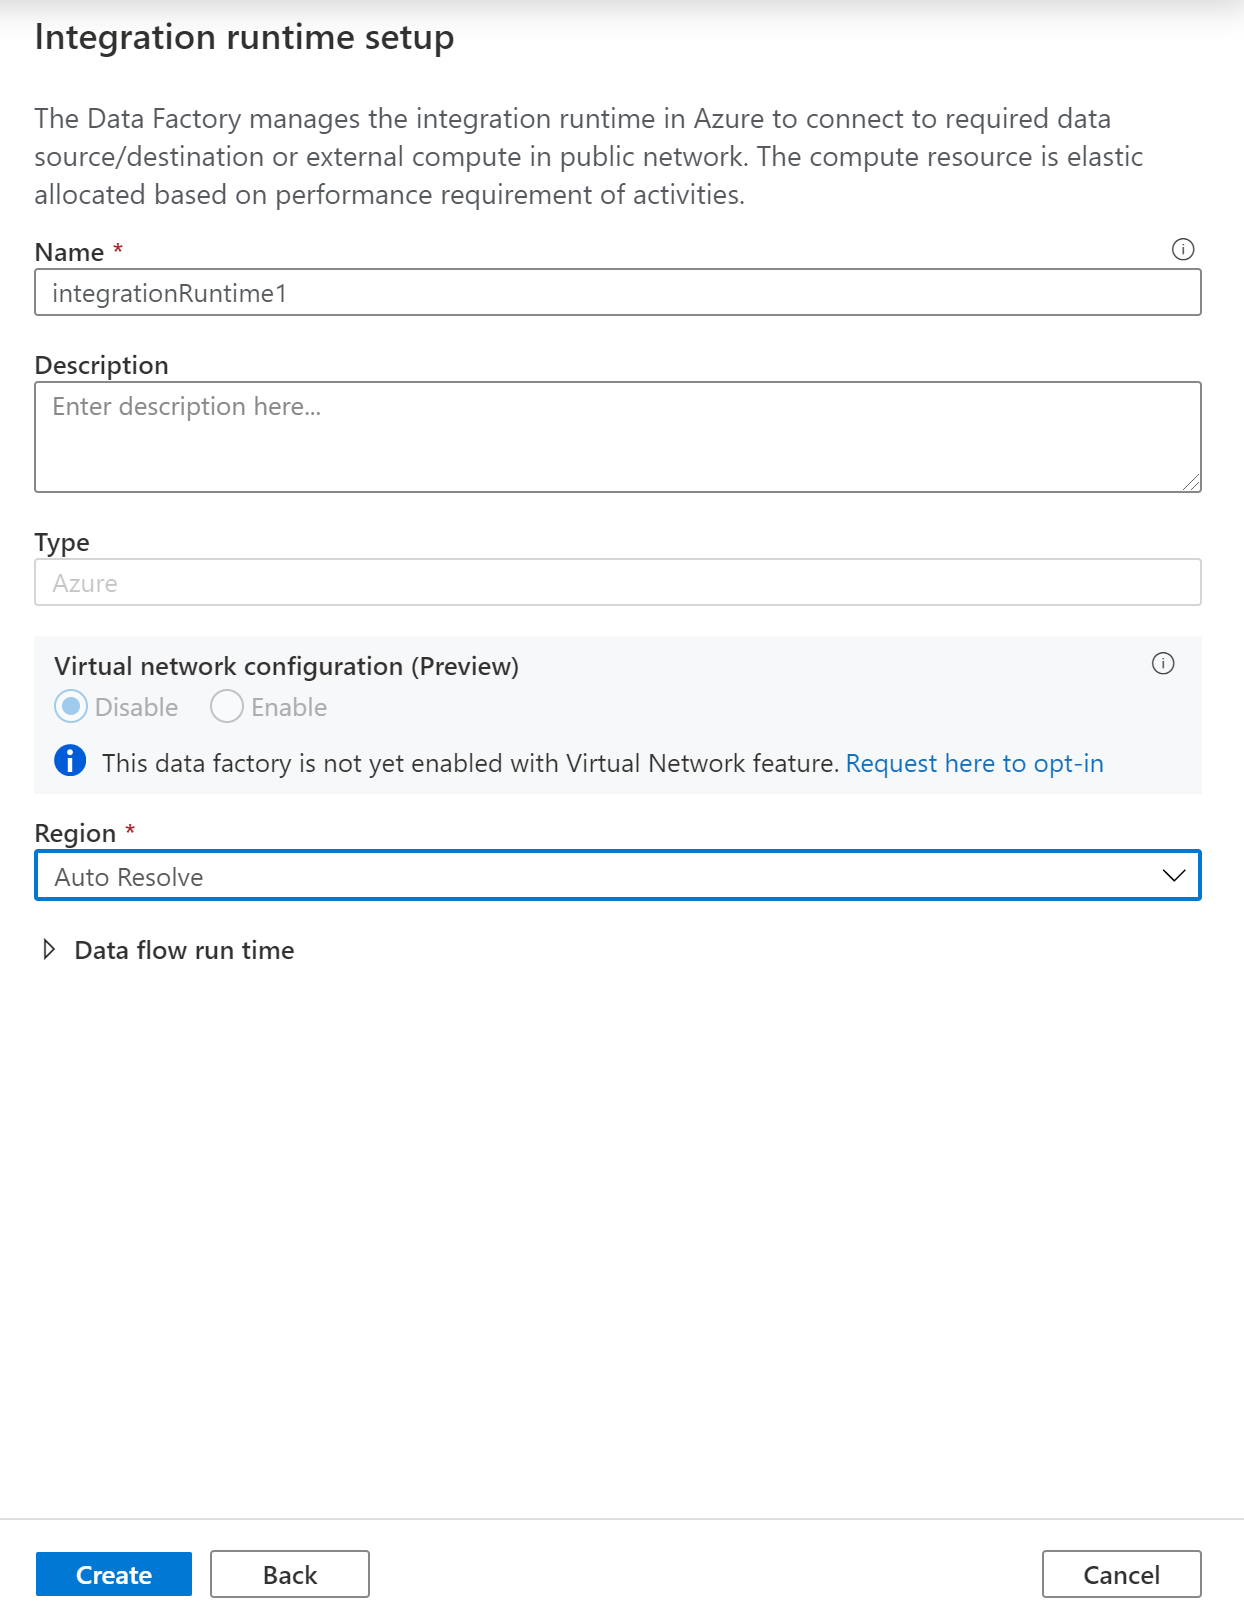 Integration runtime setup
The Data Factory manages the integration runtime in Azure to connect to required data
source/destination or external compute in public network. The compute resource is elastic
allocated based on performance requirement of activities.
Name *
integrationRuntime1
Description
Enter description here...
Type
Azure
Virtual network configuration (Preview)
Disable Enable
This data factory is not yet enabled with Virtual Network feature. Request here to opt-in
Region *
Auto Resolve
Data flow run time
Create Back Cancel